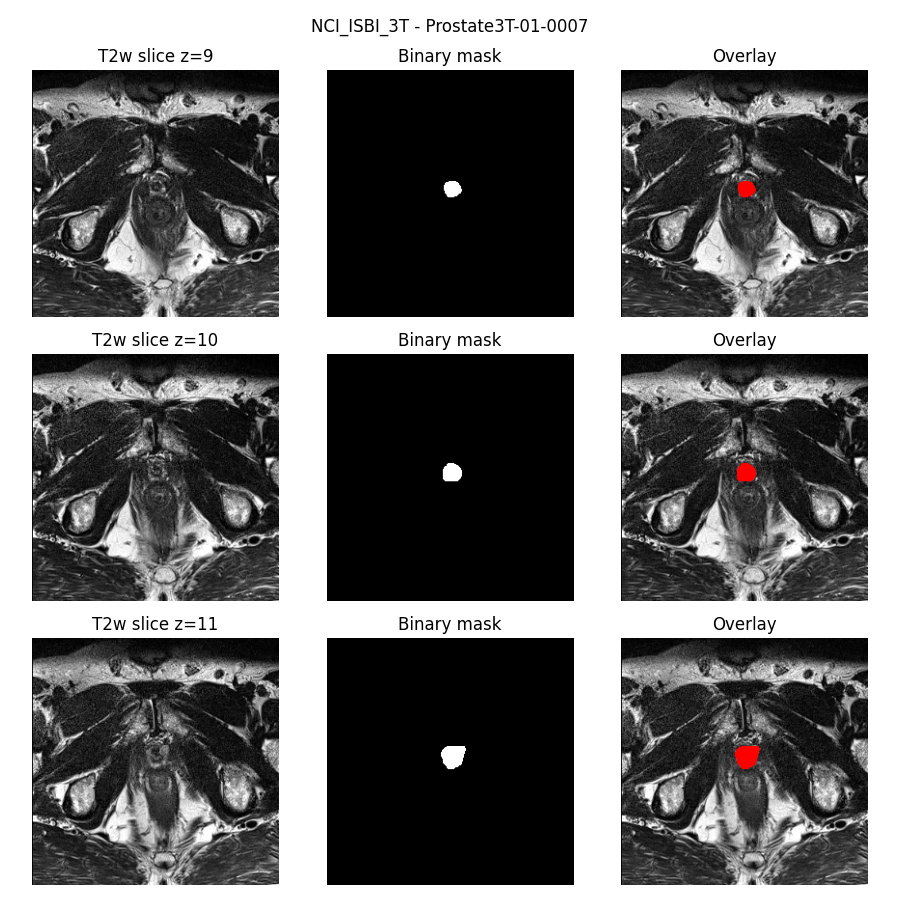 NCI_ISBI_3T - Prostate3T-01-0007
T2w slice z=9
Binary mask
Overlay
T2w slice z=10
Binary mask
Overlay
T2w slice z=11
Binary mask
Overlay